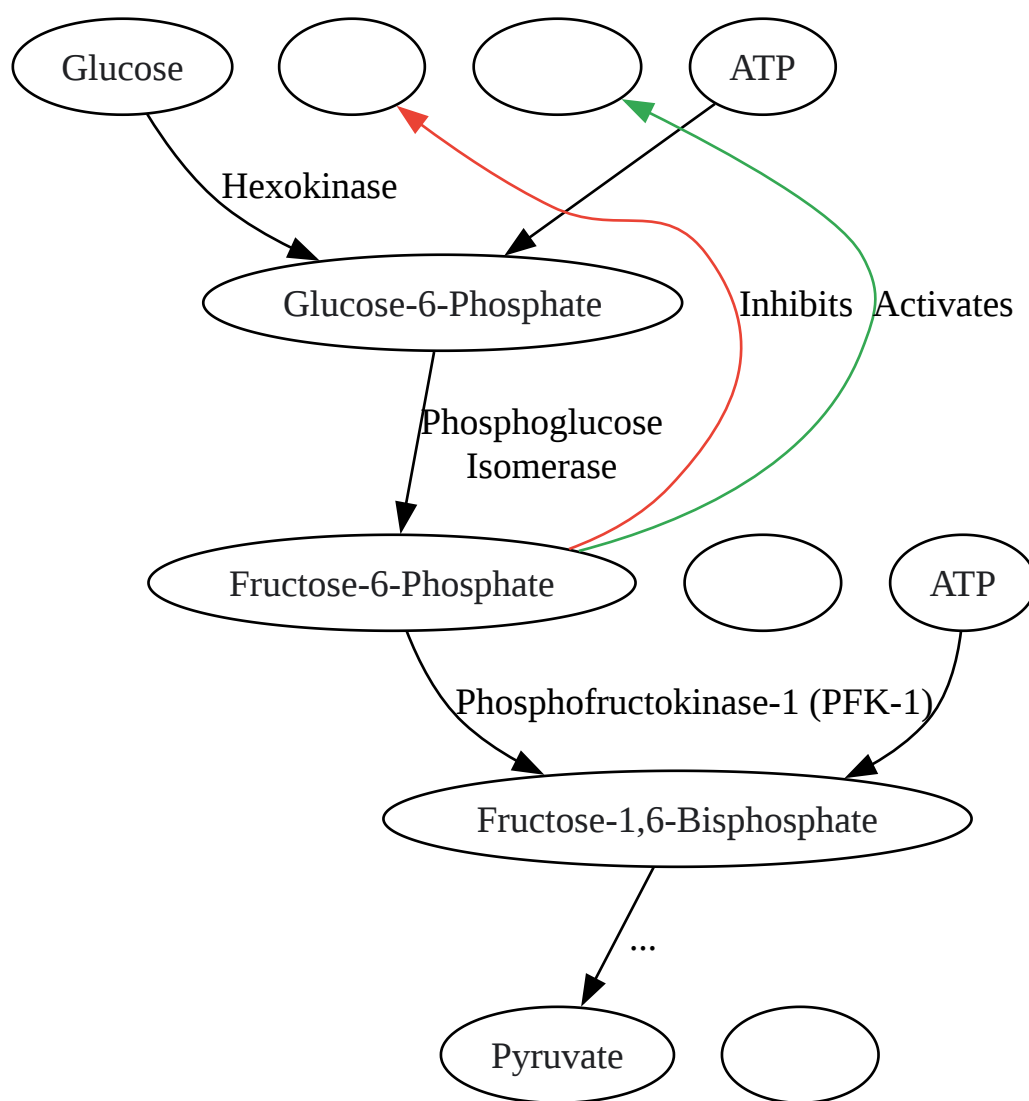 Glucose
ATP
Hexokinase
Glucose-6-Phosphate
Inhibits
Activates
Phosphoglucose
Isomerase
Fructose-6-Phosphate
ATP
Phosphofructokinase-1 (PFK-1)
Fructose-1,6-Bisphosphate
...
Pyruvate